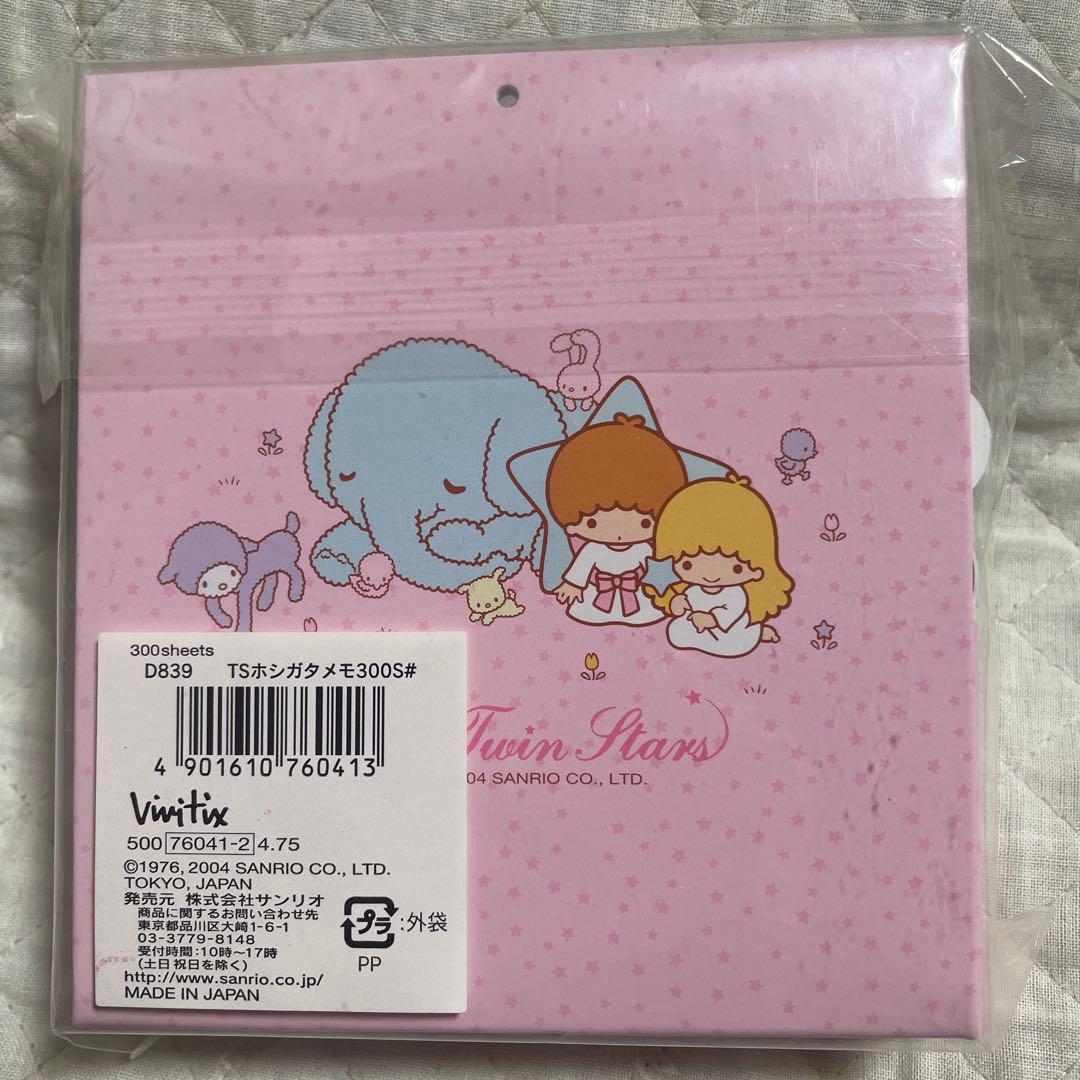 Twin Stars
04 SANRIO CO., LTD.
300sheets
D839 TSホシガタメモ300S#
4 901610 760413
Vivitix
500 76041-2 4.75
©1976, 2004 SANRIO CO., LTD.
TOKYO, JAPAN
発売元 株式会社サンリオ
商品に関するお問い合わせ先
東京都品川区大崎1-6-1
03-3779-8148
受付時間:10時〜17時
(土日祝日を除く)
http://www.sanrio.co.jp/
MADE IN JAPAN
プラ :外袋
PP